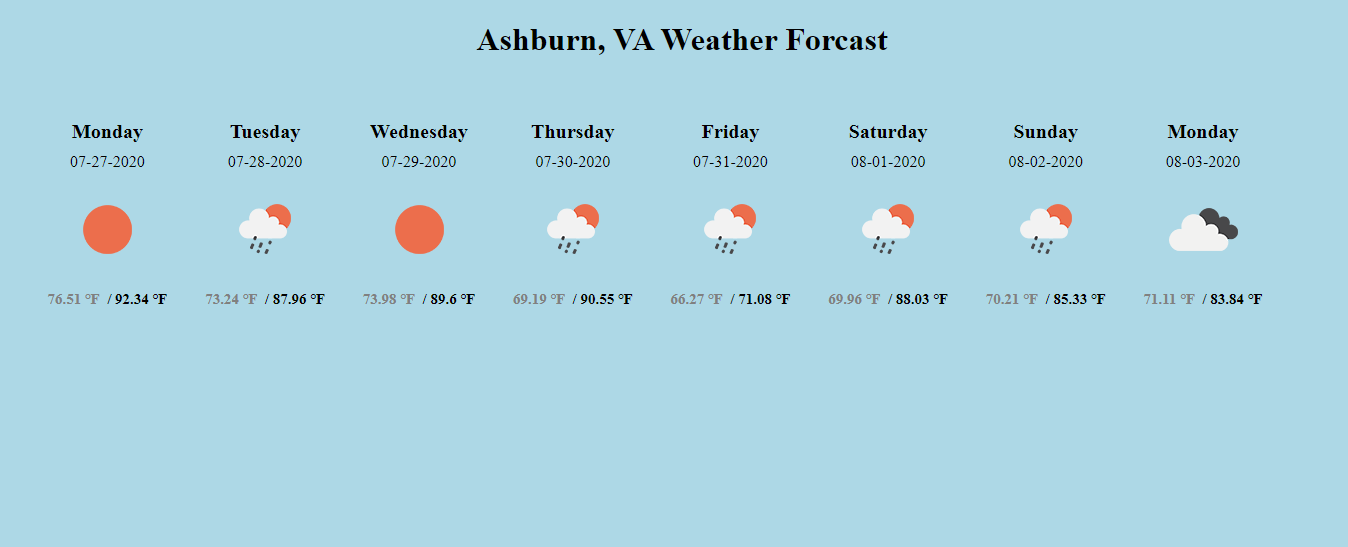 Ashburn, VA Weather Forcast
Monday Tuesday Wednesday Thursday Friday Saturday Sunday Monday
07-27-2020 07-28-2020 07-29-2020 07-30-2020 07-31-2020 08-01-2020 08-02-2020 08-03-2020
76.51 °F / 92.34 °F 73.24 °F / 87.96 °F 73.98 °F / 89.6 °F 69.19 °F / 90.55 °F 66.27 °F / 71.08 °F 69.96 °F / 88.03 °F 70.21 °F / 85.33 °F 71.11 °F / 83.84 °F